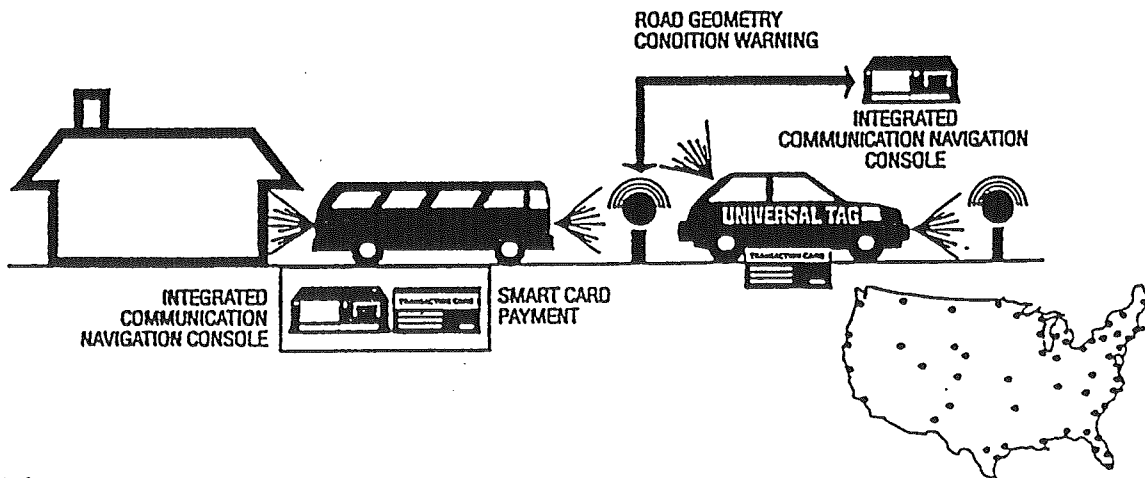 ROAD GEOMETRY
CONDITION WARNING
INTEGRATED
COMMUNICATION NAVIGATION
CONSOLE
UNIVERSAL TAG
TRANSACTION CARD
INTEGRATED
COMMUNICATION
NAVIGATION CONSOLE
TRANSACTION CARD
SMART CARD
PAYMENT